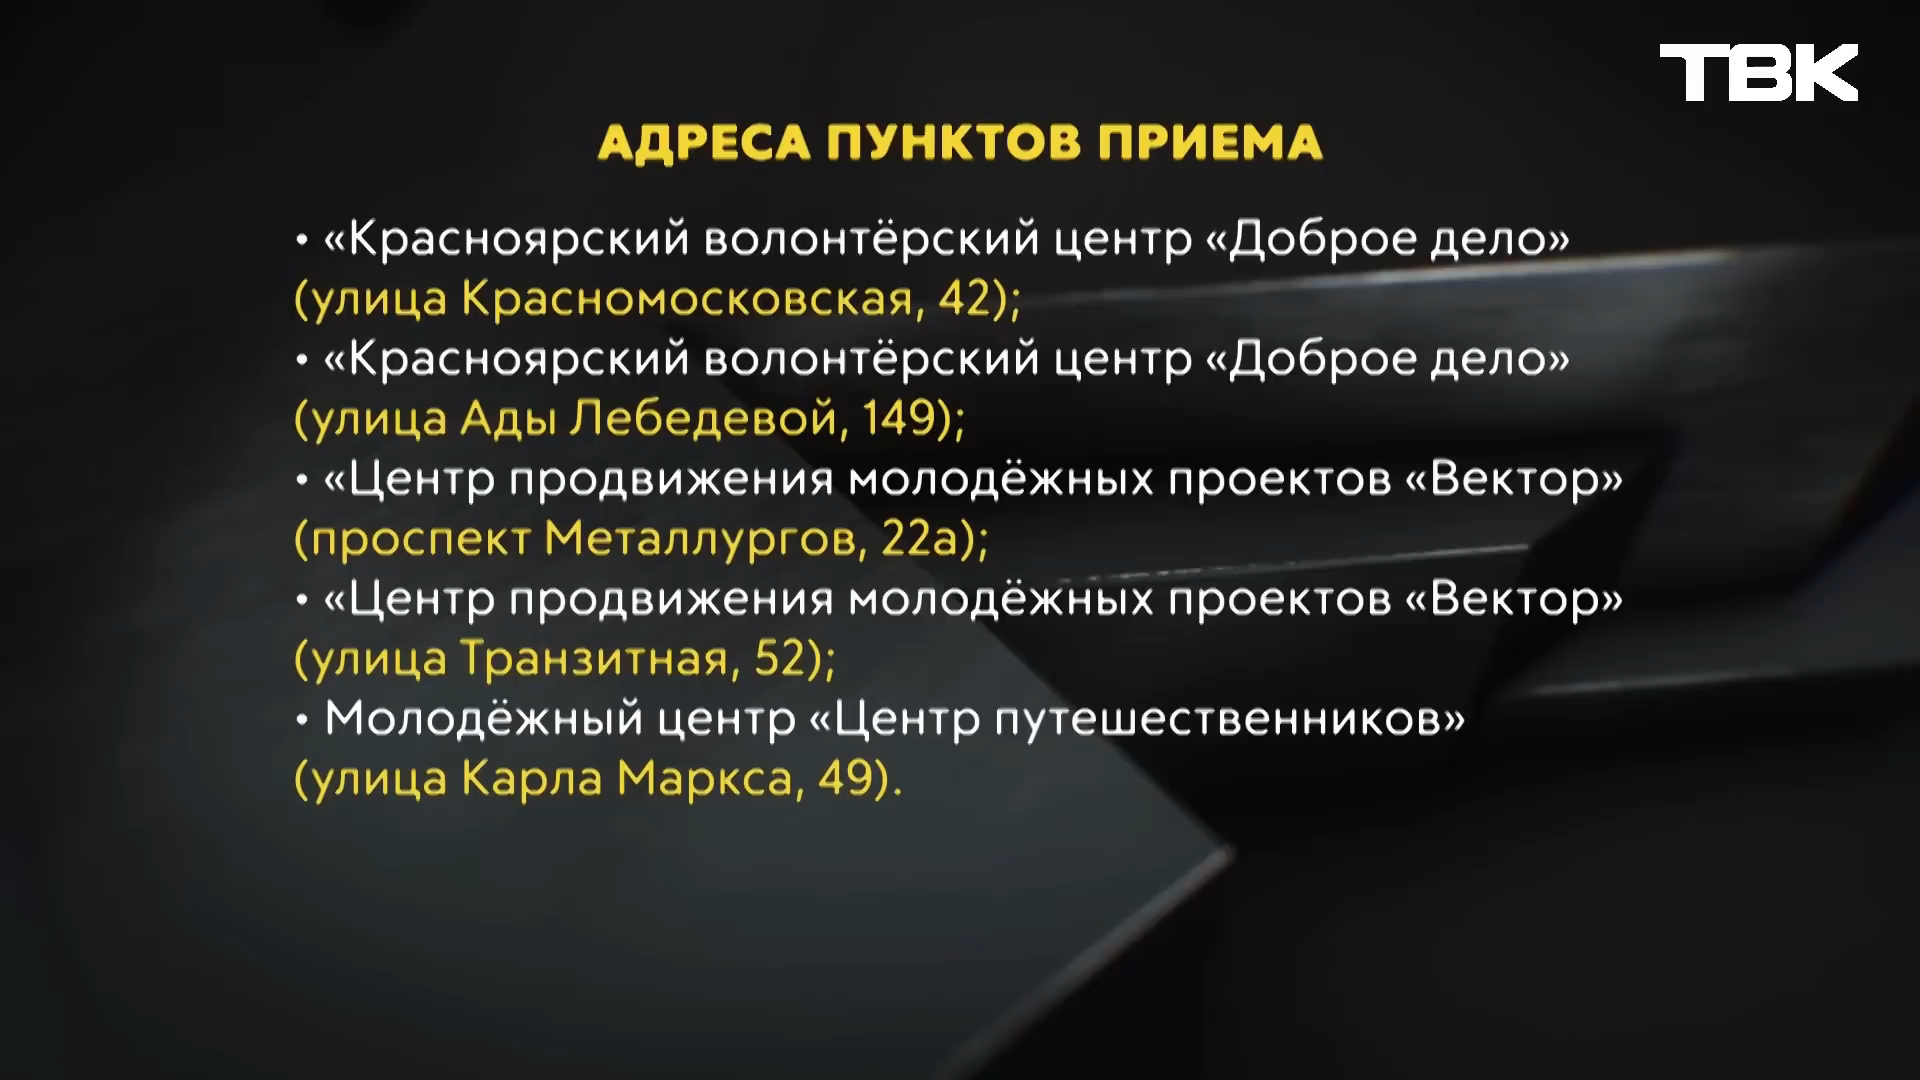 ТВК
АДРЕСА ПУНКТОВ ПРИЕМА
• «Красноярский волонтёрский центр «Доброе дело»
(улица Красномосковская, 42);
• «Красноярский волонтёрский центр «Доброе дело»
(улица Ады Лебедевой, 149);
• «Центр продвижения молодёжных проектов «Вектор»
(проспект Металлургов, 22а);
• «Центр продвижения молодёжных проектов «Вектор»
(улица Транзитная, 52);
• Молодёжный центр «Центр путешественников»
(улица Карла Маркса, 49).